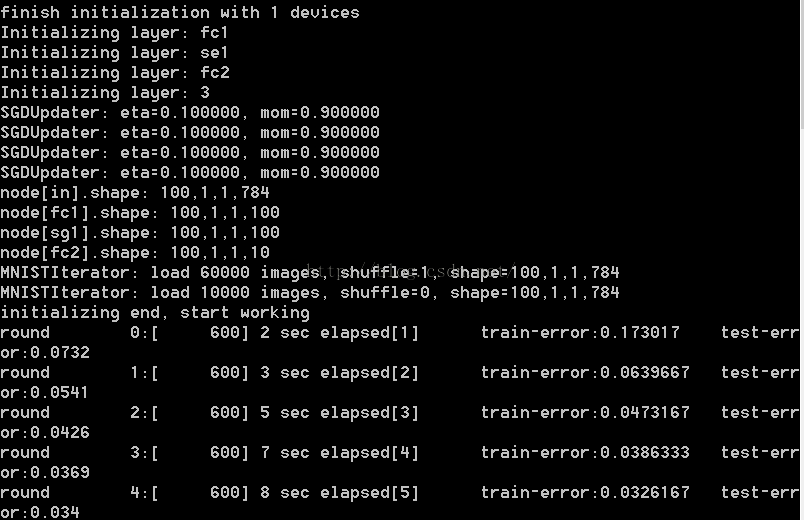 finish initialization with 1 devices
Initializing layer: fc1
Initializing layer: se1
Initializing layer: fc2
Initializing layer: 3
SGDUpdater: eta=0.100000, mom=0.900000
SGDUpdater: eta=0.100000, mom=0.900000
SGDUpdater: eta=0.100000, mom=0.900000
SGDUpdater: eta=0.100000, mom=0.900000
node[in].shape: 100,1,1,784
node[fc1].shape: 100,1,1,100
node[sg1].shape: 100,1,1,100
node[fc2].shape: 100,1,1,10
MNISTIterator: load 60000 images, shuffle=1, shape=100,1,1,784
MNISTIterator: load 10000 images, shuffle=0, shape=100,1,1,784
initializing end, start working
round        0:[     600] 2 sec elapsed[1]      train-error:0.173017    test-err
or:0.0732
round        1:[     600] 3 sec elapsed[2]      train-error:0.0639667   test-err
or:0.0541
round        2:[     600] 5 sec elapsed[3]      train-error:0.0473167   test-err
or:0.0426
round        3:[     600] 7 sec elapsed[4]      train-error:0.0386333   test-err
or:0.0369
round        4:[     600] 8 sec elapsed[5]      train-error:0.0326167   test-err
or:0.034